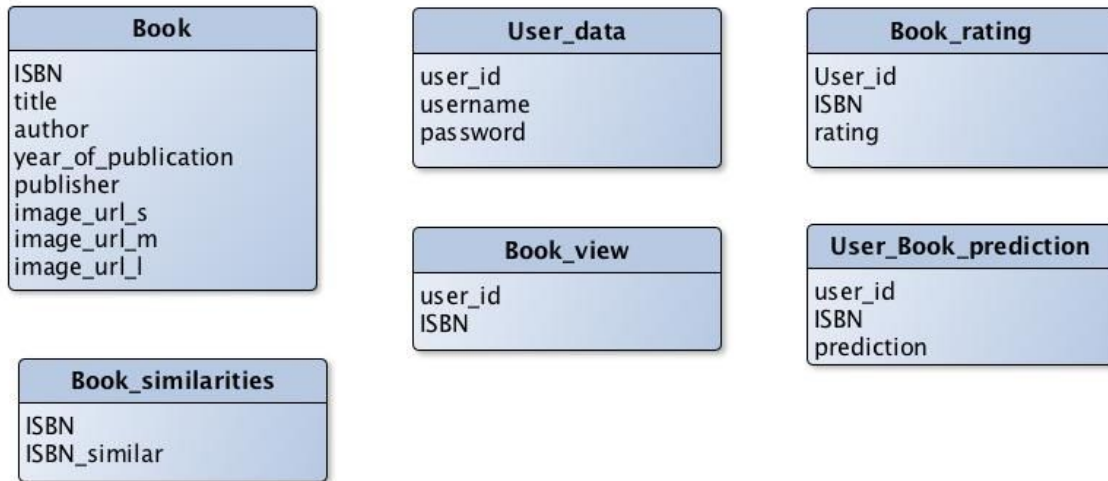 Book
ISBN
title
author
year_of_publication
publisher
image_url_s
image_url_m
image_url_l
User_data
user_id
username
password
Book_rating
User_id
ISBN
rating
Book_view
user_id
ISBN
User_Book_prediction
user_id
ISBN
prediction
Book_similarities
ISBN
ISBN_similar